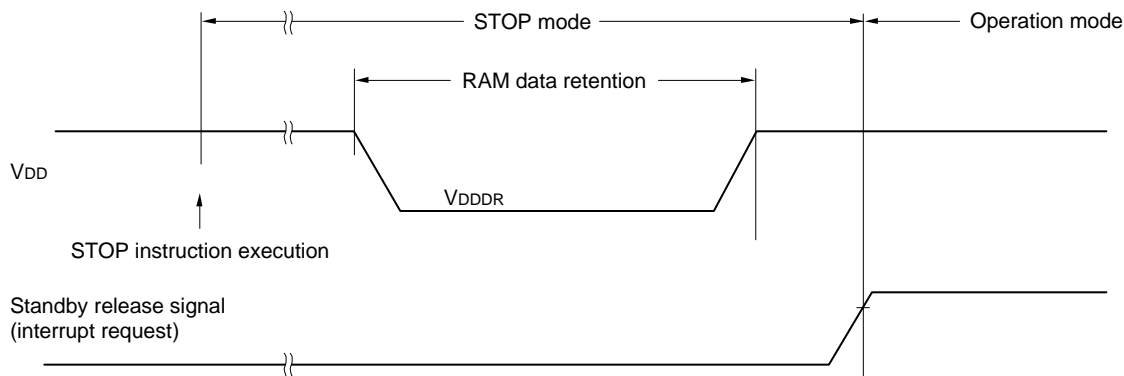 STOP mode
Operation mode
RAM data retention
VDD
VDDDR
STOP instruction execution
Standby release signal
(interrupt request)